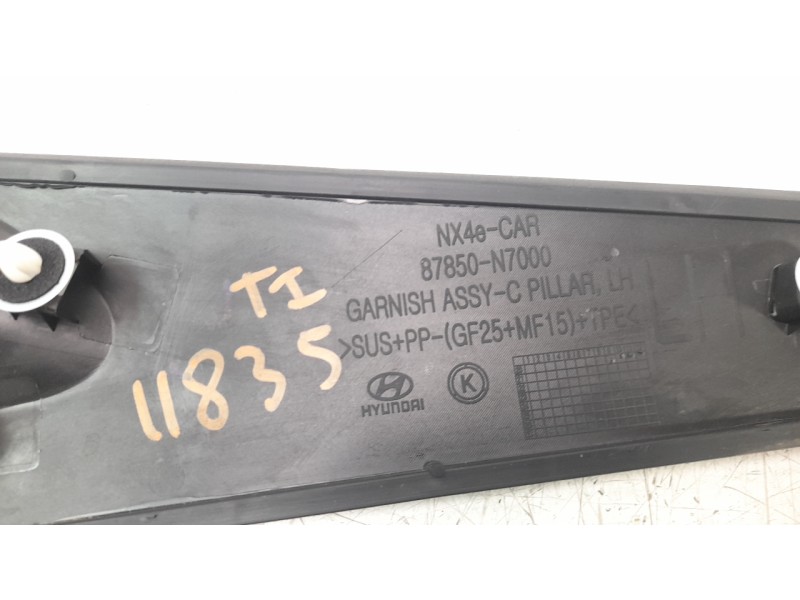 NX4e-CAR
87850-N7000
GARNISH ASSY-C PILLAR, LH
>SUS+PP-(GF25+MF15)+TPE<
HYUNDAI
K
TI
11835